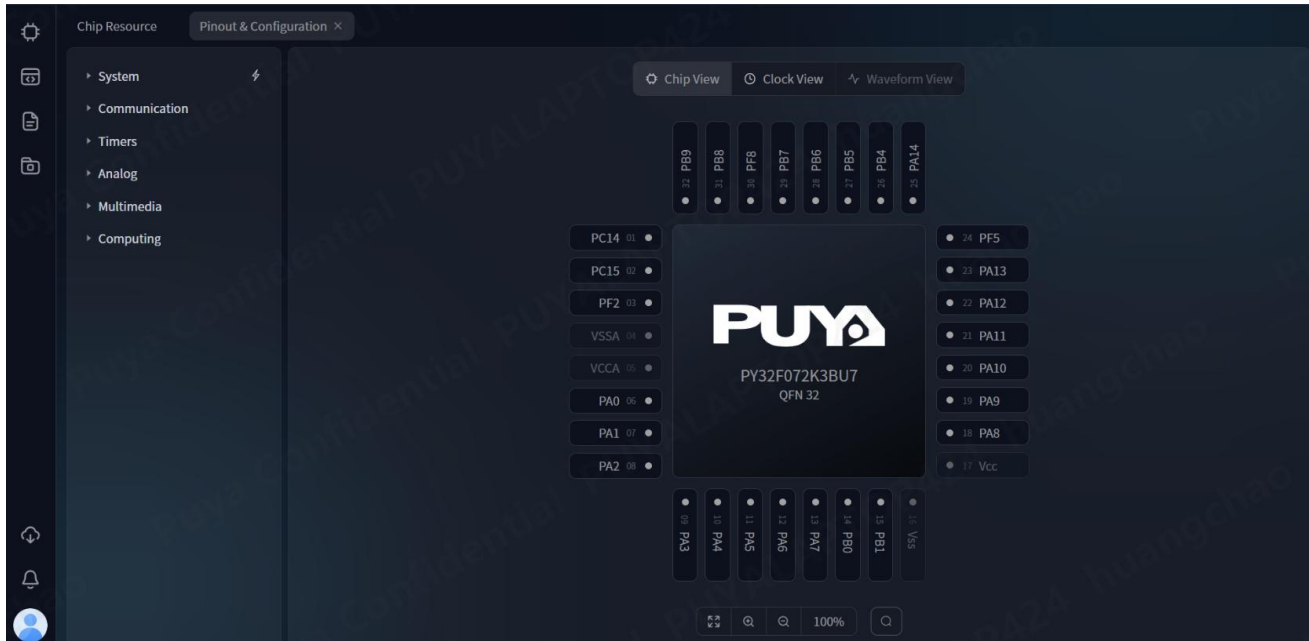 Chip Resource
Pinout & Configuration ×
System
Communication
Timers
Analog
Multimedia
Computing
Chip View
Clock View
Waveform View
32 PB9
31 PB8
30 PF8
29 PB7
28 PB6
27 PB5
26 PB4
25 PA14
PC14 01
PC15 02
PF2 03
VSSA 04
VCCA 05
PA0 06
PA1 07
PA2 08
PUYA
PY32F072K3BU7
QFN 32
24 PF5
23 PA13
22 PA12
21 PA11
20 PA10
19 PA9
18 PA8
17 Vcc
09 PA3
10 PA4
11 PA5
12 PA6
13 PA7
14 PB0
15 PB1
16 Vss
100%
Puya Confidential PUYALAPTOPA24 huangchao